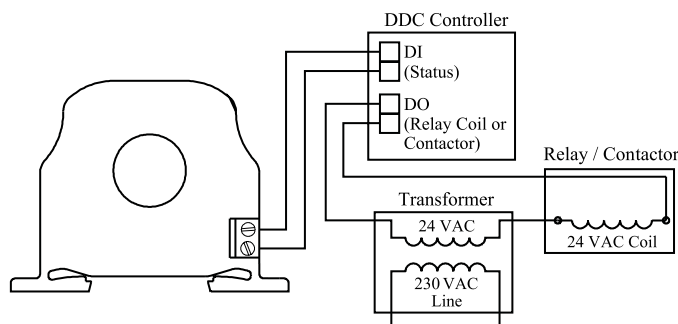 DDC Controller
DI
(Status)
DO
(Relay Coil or
Contactor)
Relay / Contactor
Transformer
24 VAC
24 VAC Coil
230 VAC
Line